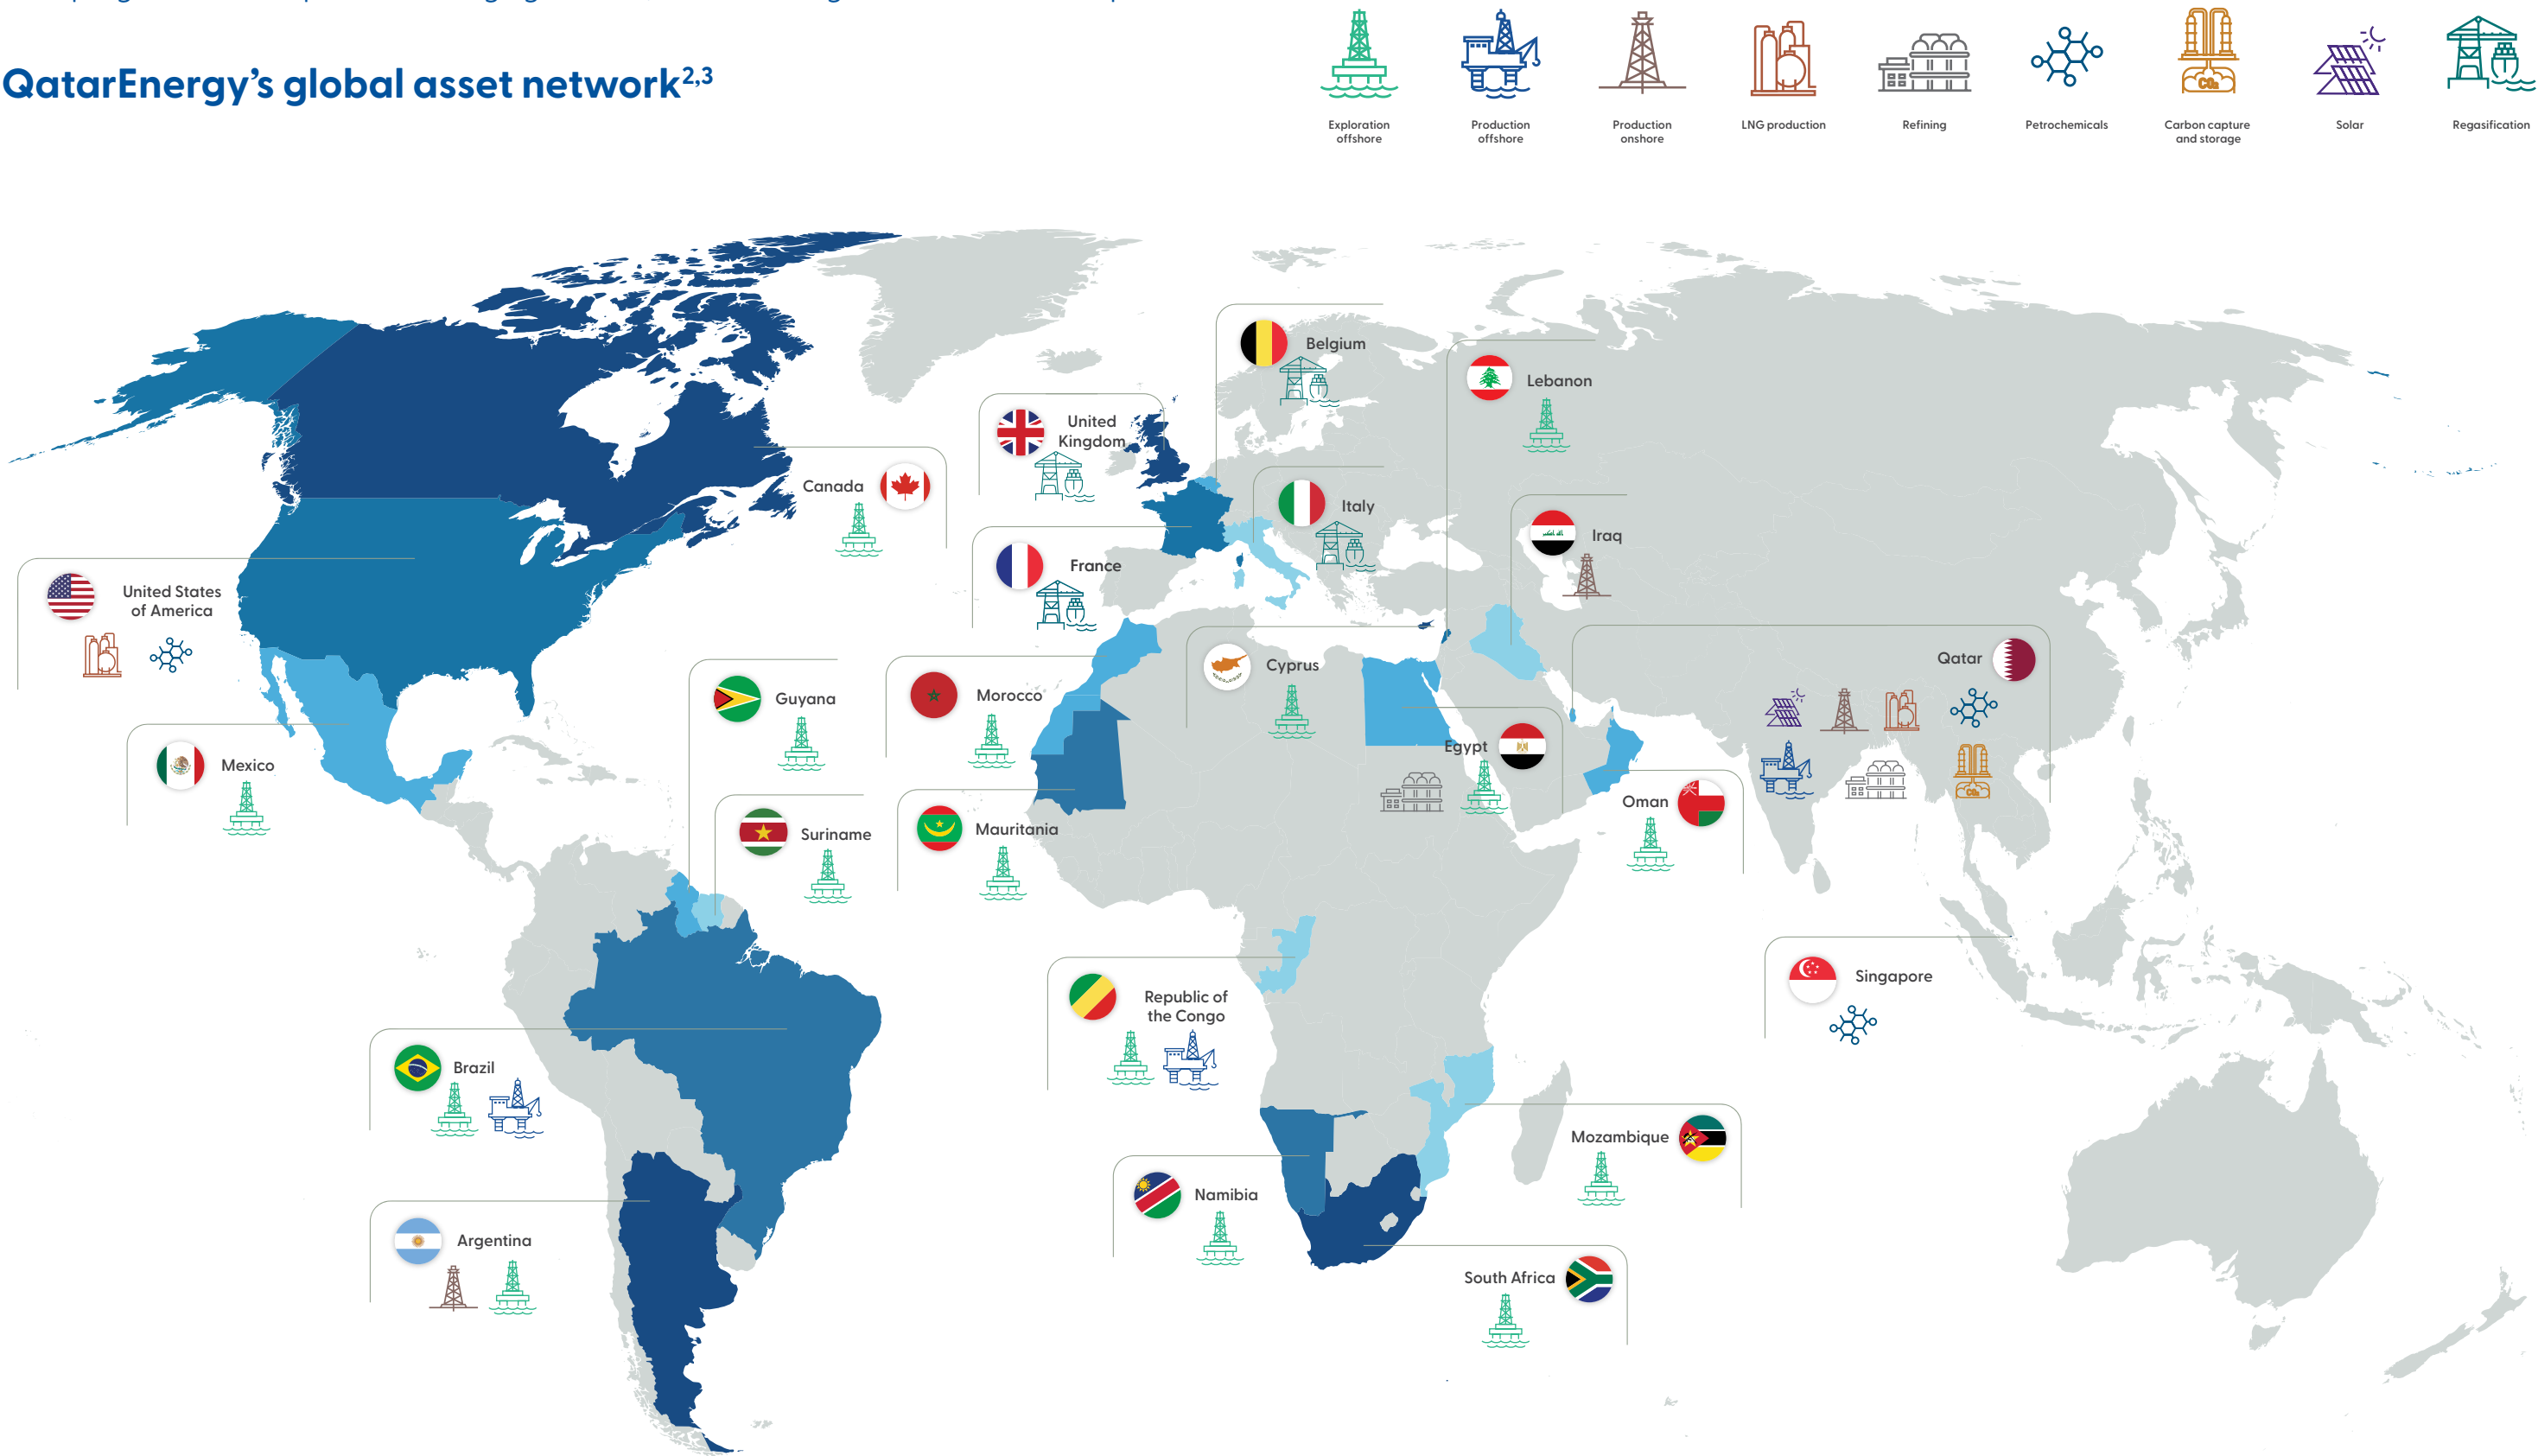 QatarEnergy's global asset network2,3
Exploration
offshore
Production
offshore
Production
onshore
LNG production
Refining
Petrochemicals
CO₂
Carbon capture
and storage
Solar
Regasification
Belgium
Lebanon
United
Kingdom
Canada
Italy
Iraq
France
United States
of America
Qatar
Cyprus
Guyana
Morocco
Egypt
Mexico
CO₂
Oman
Suriname
Mauritania
Singapore
Republic of
the Congo
Brazil
Mozambique
Namibia
Argentina
South Africa